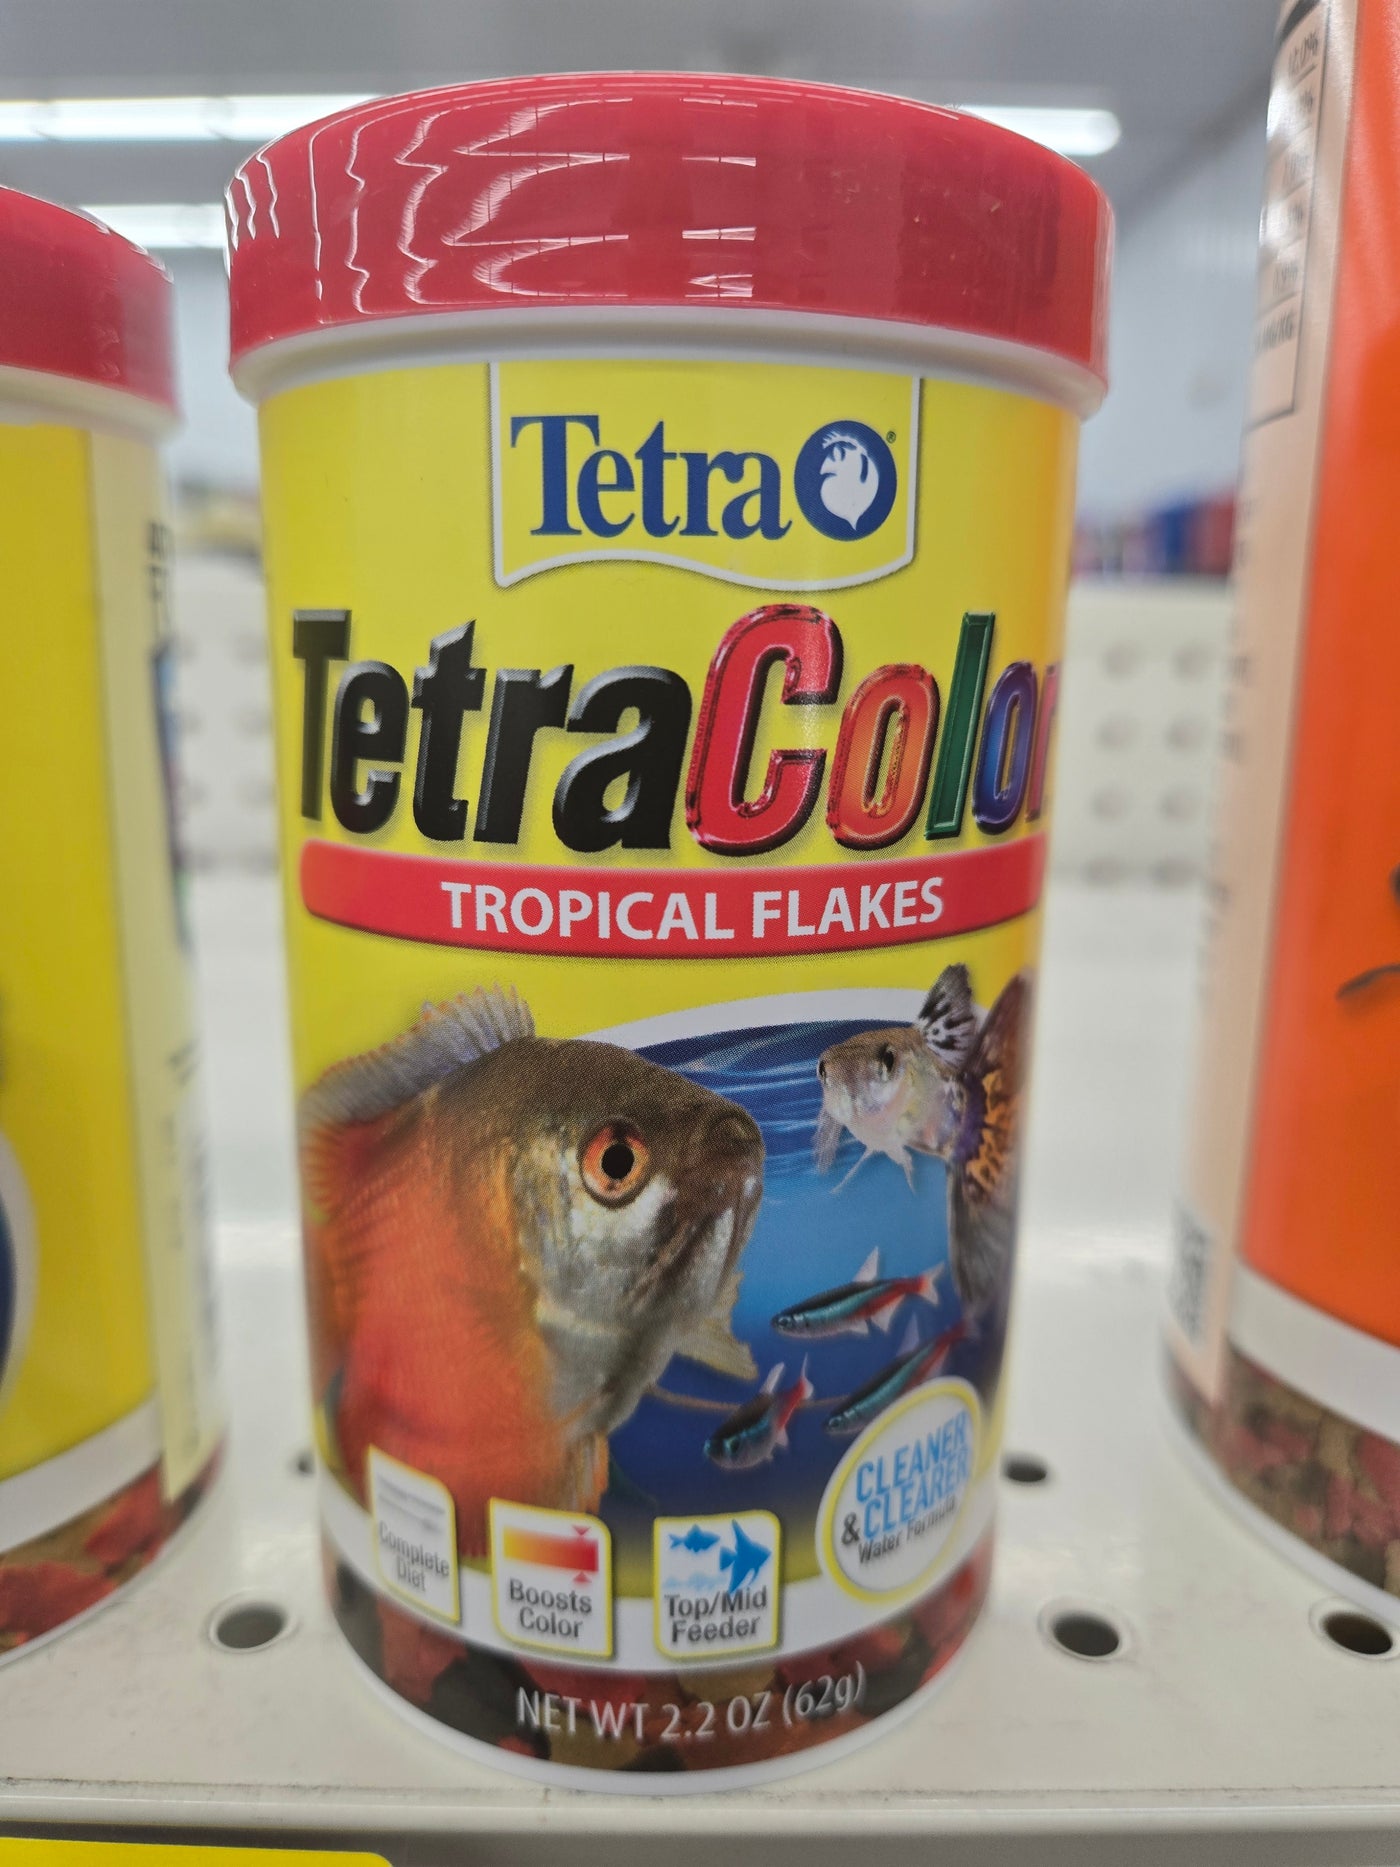 Tetra®
TetraColor
TROPICAL FLAKES
CLEANER
& CLEARER
Water Formula
Complete
Diet
Boosts
Color
Top/Mid
Feeder
NET WT 2.2 OZ (62g)